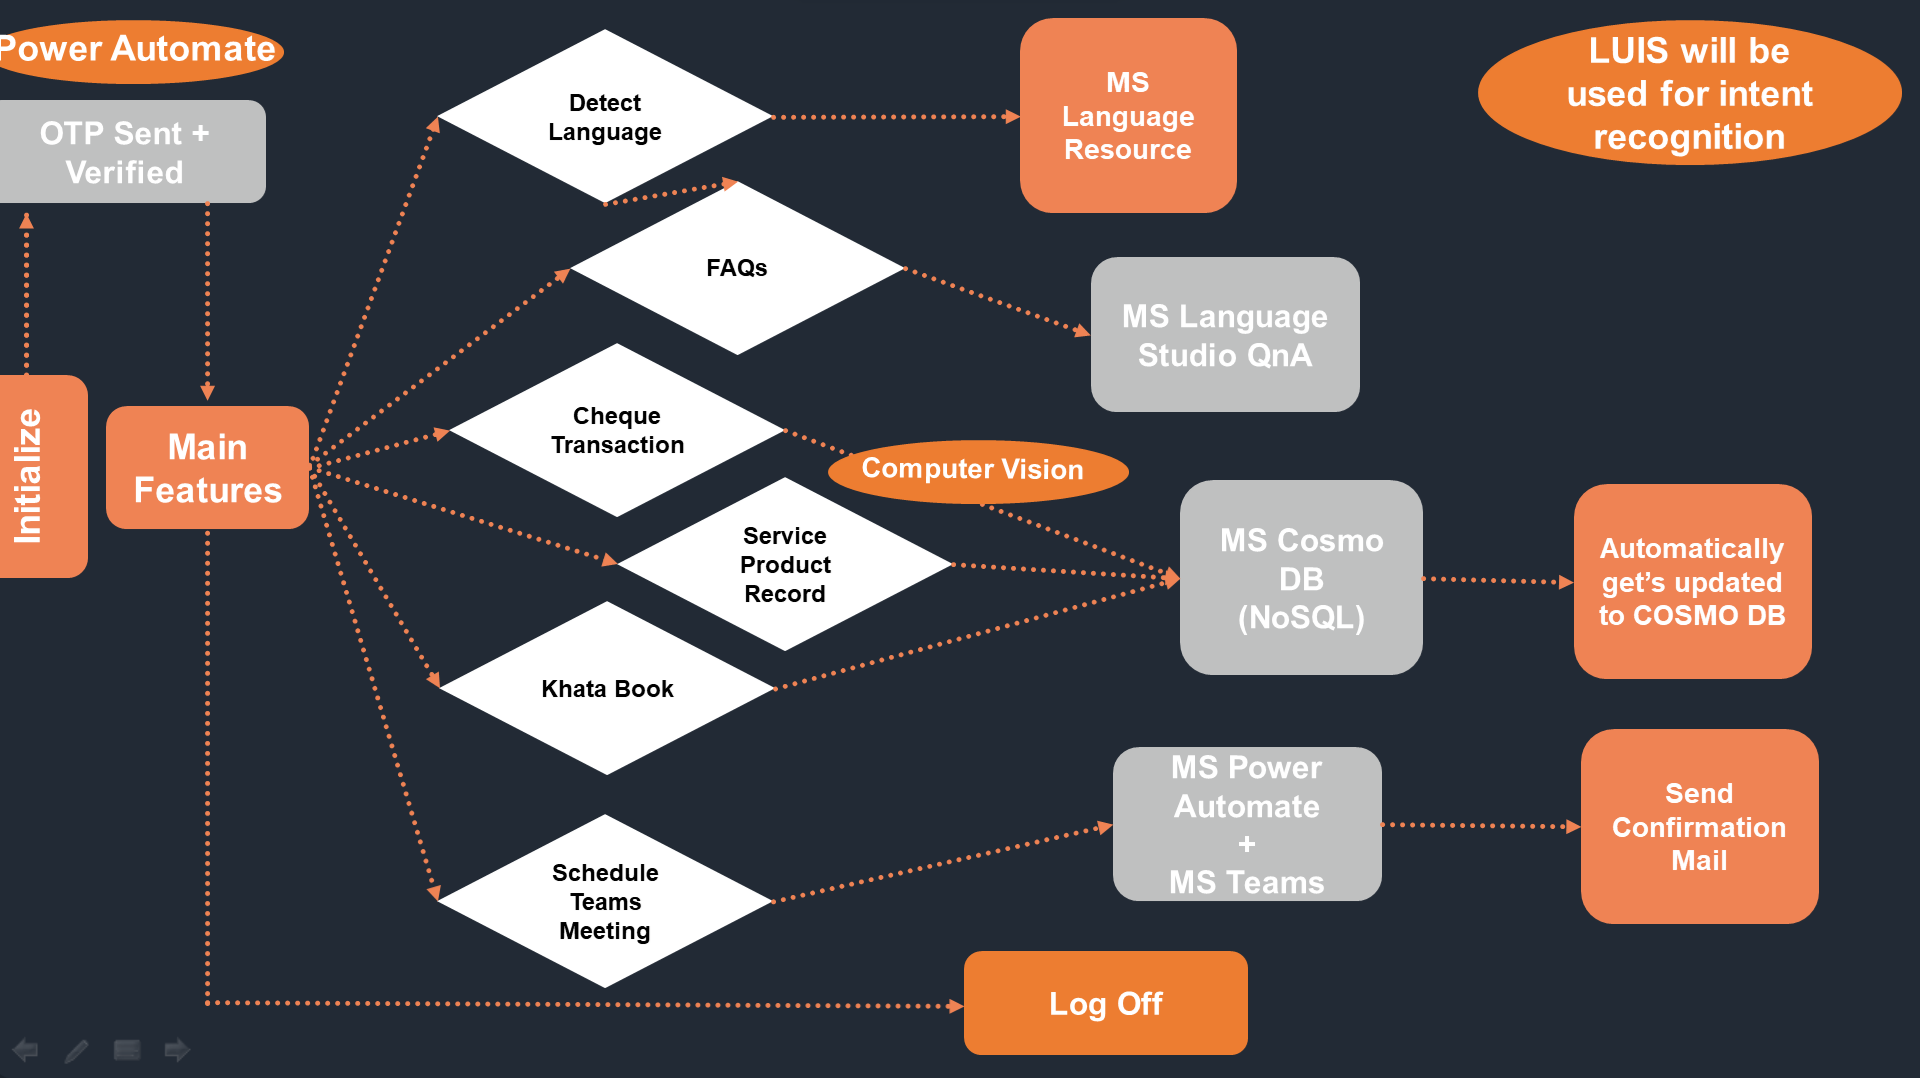 Power Automate
OTP Sent +
Verified
Initialize
Main
Features
Detect
Language
FAQs
Cheque
Transaction
Service
Product
Record
Khata Book
Schedule
Teams
Meeting
Computer Vision
MS
Language
Resource
MS Language
Studio QnA
MS Cosmo
DB
(NoSQL)
MS Power
Automate
+
MS Teams
Log Off
LUIS will be
used for intent
recognition
Automatically
get’s updated
to COSMO DB
Send
Confirmation
Mail